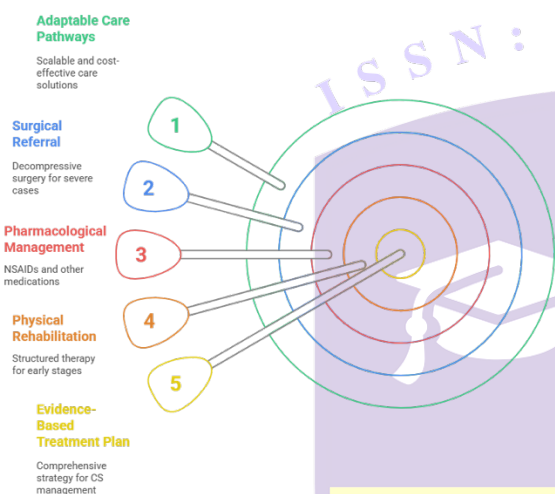 Adaptable Care
Pathways
Scalable and cost-
effective care
solutions
ISSN:
1
Surgical
Referral
Decompressive
surgery for severe
cases
2
Pharmacological
Management
NSAIDs and other
medications
3
Physical
Rehabilitation
Structured therapy
for early stages
4
5
Evidence-
Based
Treatment Plan
Comprehensive
strategy for CS
management